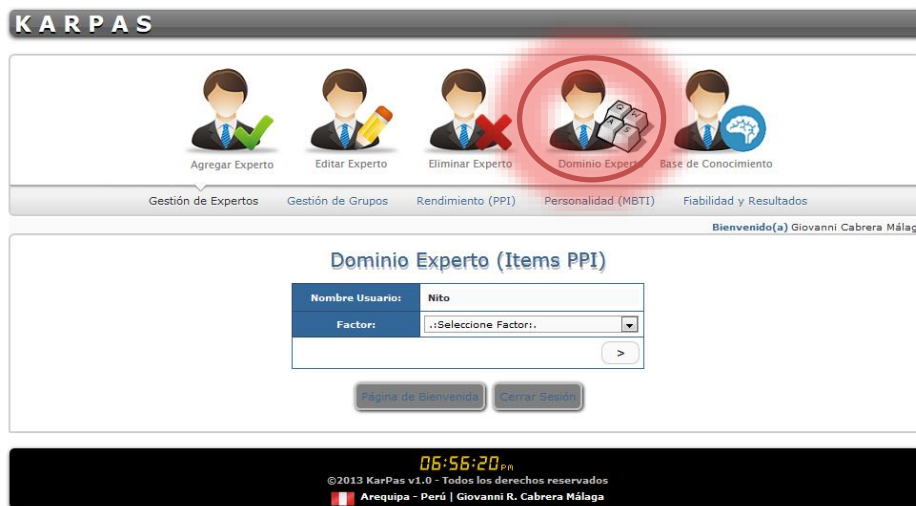 KARPAS
Agregar Experto
Editar Experto
Eliminar Experto
Dominio Experto
Base de Conocimiento
Gestión de Expertos
Gestión de Grupos
Rendimiento (PPI)
Personalidad (MBTI)
Fiabilidad y Resultados
Bienvenido(a) Giovanni Cabrera Málag
Dominio Experto (Items PPI)
Nombre Usuario: Nito
Factor: .:Seleccione Factor:.
>
Página de Bienvenida Cerrar Sesión
06:56:20 PM
©2013 KarPas v1.0 - Todos los derechos reservados
Arequipa - Perú | Giovanni R. Cabrera Málaga